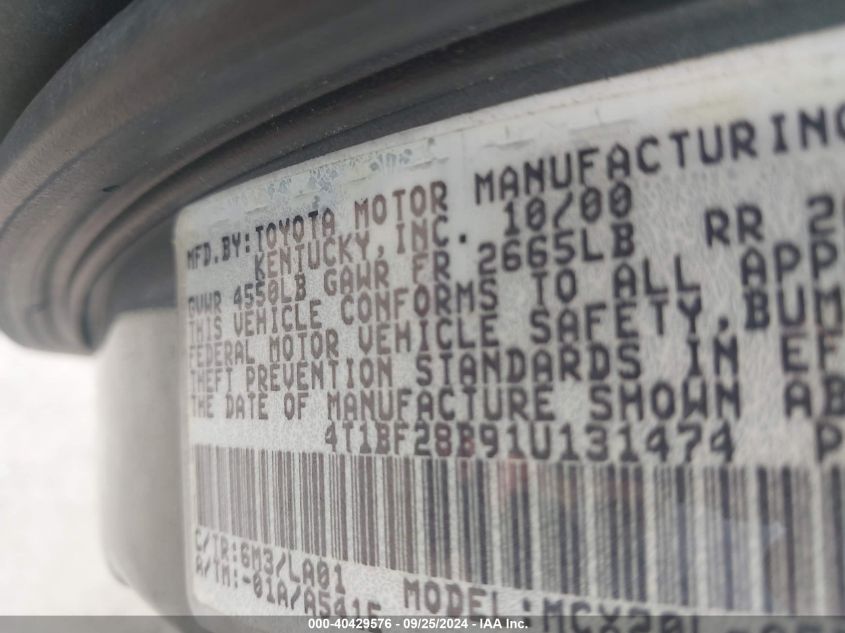 MFD.BY:TOYOTA MOTOR MANUFACTURING
KENTUCKY,INC. 10/00
GVWR 4550LB GAWR FR 2665LB RR
THIS VEHICLE CONFORMS TO ALL APP
FEDERAL MOTOR VEHICLE SAFETY,BUM
THEFT PREVENTION STANDARDS IN EF
THE DATE OF MANUFACTURE SHOWN AB
4T1BF28B91U131474 P
C/TR:6M3/LA01
A/TM:-01A/A541E MODEL:
000-40429576 - 09/25/2024 - IAA Inc.